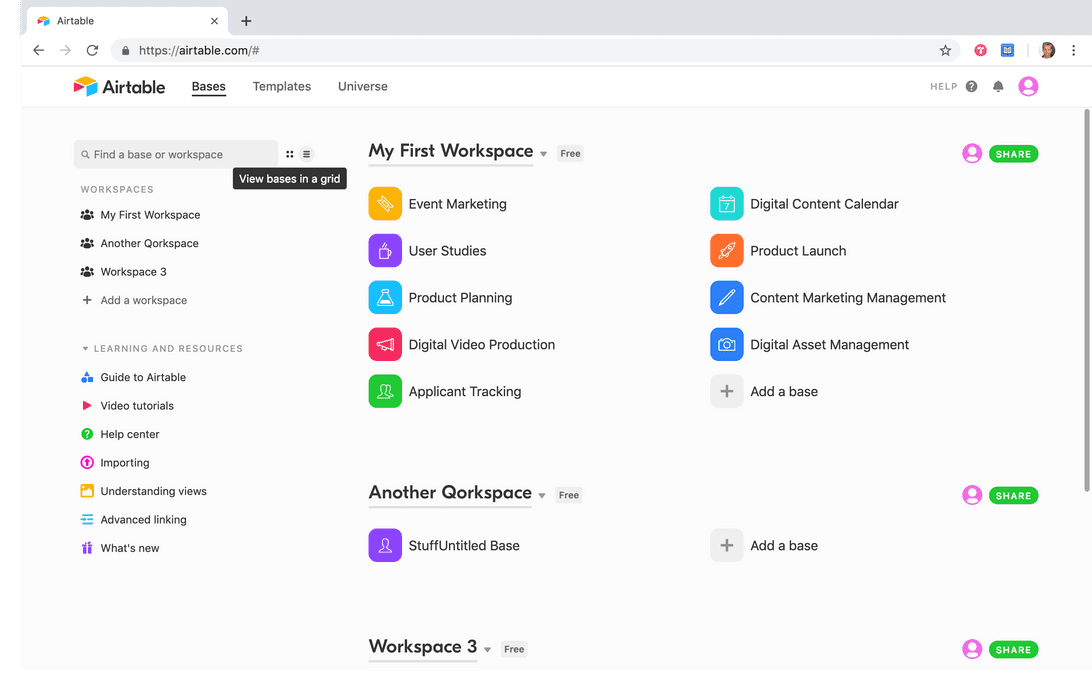 Airtable
https://airtable.com/#
Airtable
Bases
Templates
Universe
HELP ?
Find a base or workspace
View bases in a grid
WORKSPACES
My First Workspace
Another Qorkspace
Workspace 3
+ Add a workspace
LEARNING AND RESOURCES
Guide to Airtable
Video tutorials
? Help center
Importing
Understanding views
Advanced linking
What's new
My First Workspace
Free
SHARE
Event Marketing
7 Digital Content Calendar
User Studies
Product Launch
Product Planning
Content Marketing Management
Digital Video Production
Digital Asset Management
Applicant Tracking
+ Add a base
Another Qorkspace
Free
SHARE
StuffUntitled Base
+ Add a base
Workspace 3
Free
SHARE